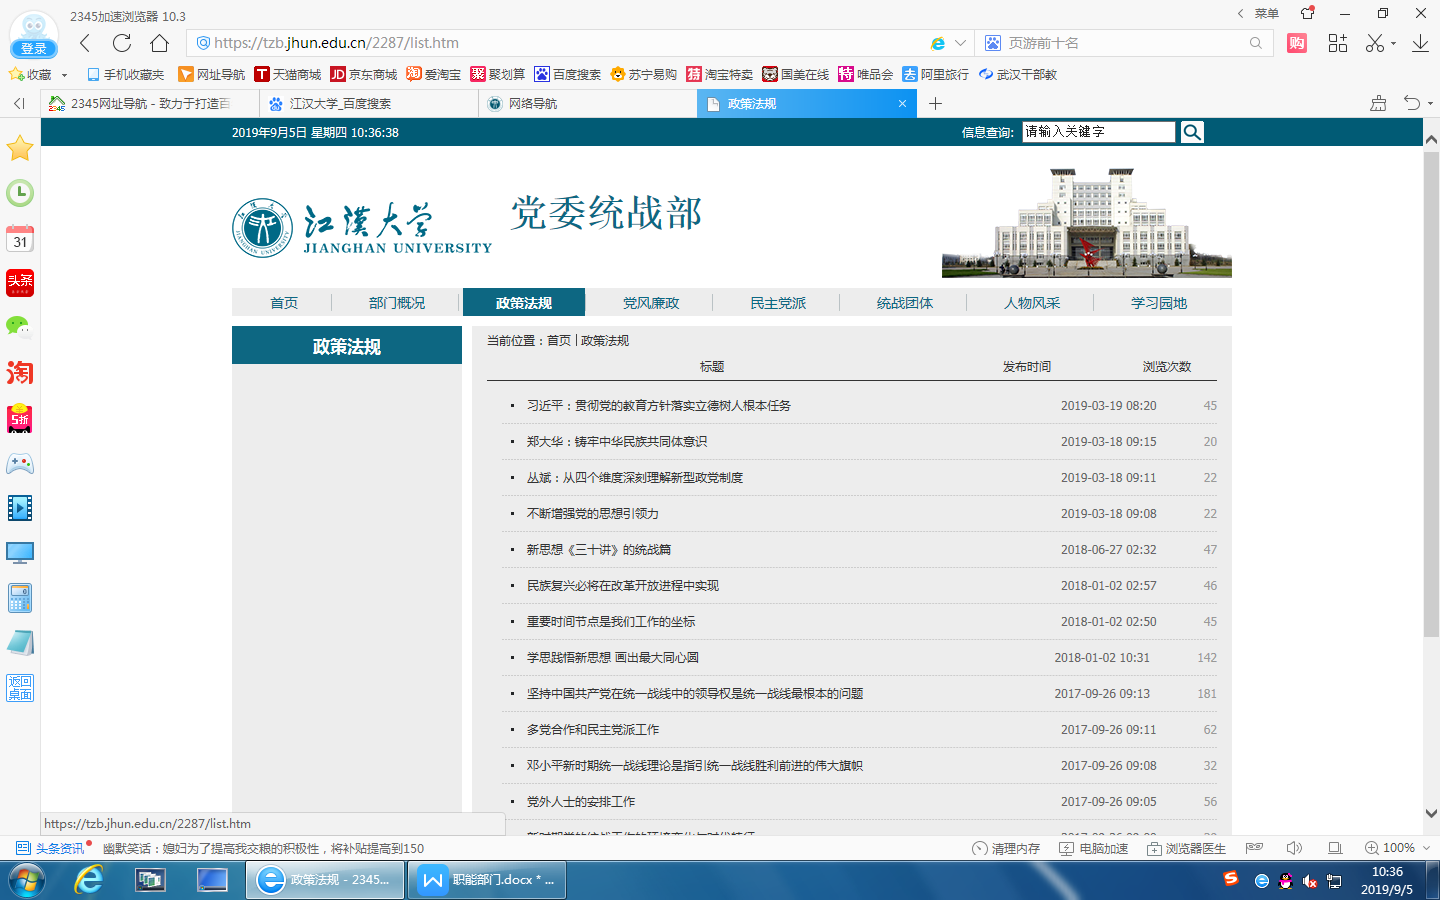 2345加速浏览器 10.3
菜单
登录
https://tzb.jhun.edu.cn/2287/list.htm
页游前十名
购
收藏
手机收藏夹
网址导航
天猫商城
京东商城
爱淘宝
聚划算
百度搜索
苏宁易购
淘宝特卖
国美在线
唯品会
阿里旅行
武汉干部教
2345网址导航 - 致力于打造百
江汉大学_百度搜索
网络导航
政策法规
2019年9月5日 星期四 10:36:38
信息查询:
请输入关键字
31
头条
淘
5折
返回
桌面
江漢大学
JIANGHAN UNIVERSITY
党委统战部
首页
部门概况
政策法规
党风廉政
民主党派
统战团体
人物风采
学习园地
政策法规
当前位置：首页 | 政策法规
标题 发布时间 浏览次数
习近平：贯彻党的教育方针落实立德树人根本任务 2019-03-19 08:20 45
郑大华：铸牢中华民族共同体意识 2019-03-18 09:15 20
丛斌：从四个维度深刻理解新型政党制度 2019-03-18 09:11 22
不断增强党的思想引领力 2019-03-18 09:08 22
新思想《三十讲》的统战篇 2018-06-27 02:32 47
民族复兴必将在改革开放进程中实现 2018-01-02 02:57 46
重要时间节点是我们工作的坐标 2018-01-02 02:50 45
学思践悟新思想 画出最大同心圆 2018-01-02 10:31 142
坚持中国共产党在统一战线中的领导权是统一战线最根本的问题 2017-09-26 09:13 181
多党合作和民主党派工作 2017-09-26 09:11 62
邓小平新时期统一战线理论是指引统一战线胜利前进的伟大旗帜 2017-09-26 09:08 32
党外人士的安排工作 2017-09-26 09:05 56
https://tzb.jhun.edu.cn/2287/list.htm
头条资讯
幽默笑话：媳妇为了提高我交粮的积极性，将补贴提高到150
清理内存
电脑加速
浏览器医生
100%
政策法规 - 2345...
职能部门.docx * ...
10:36
2019/9/5